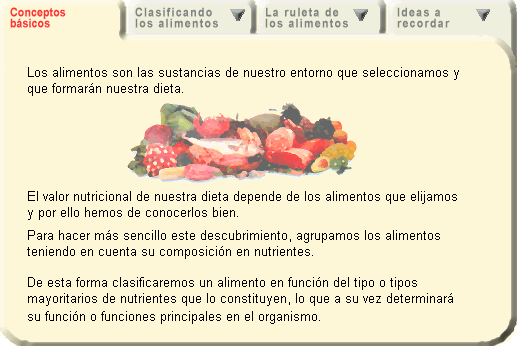 Conceptos
básicos
Clasificando
los alimentos
La ruleta de
los alimentos
Ideas a
recordar
Los alimentos son las sustancias de nuestro entorno que seleccionamos y
que formarán nuestra dieta.
El valor nutricional de nuestra dieta depende de los alimentos que elijamos
y por ello hemos de conocerlos bien.
Para hacer más sencillo este descubrimiento, agrupamos los alimentos
teniendo en cuenta su composición en nutrientes.
De esta forma clasificaremos un alimento en función del tipo o tipos
mayoritarios de nutrientes que lo constituyen, lo que a su vez determinará
su función o funciones principales en el organismo.